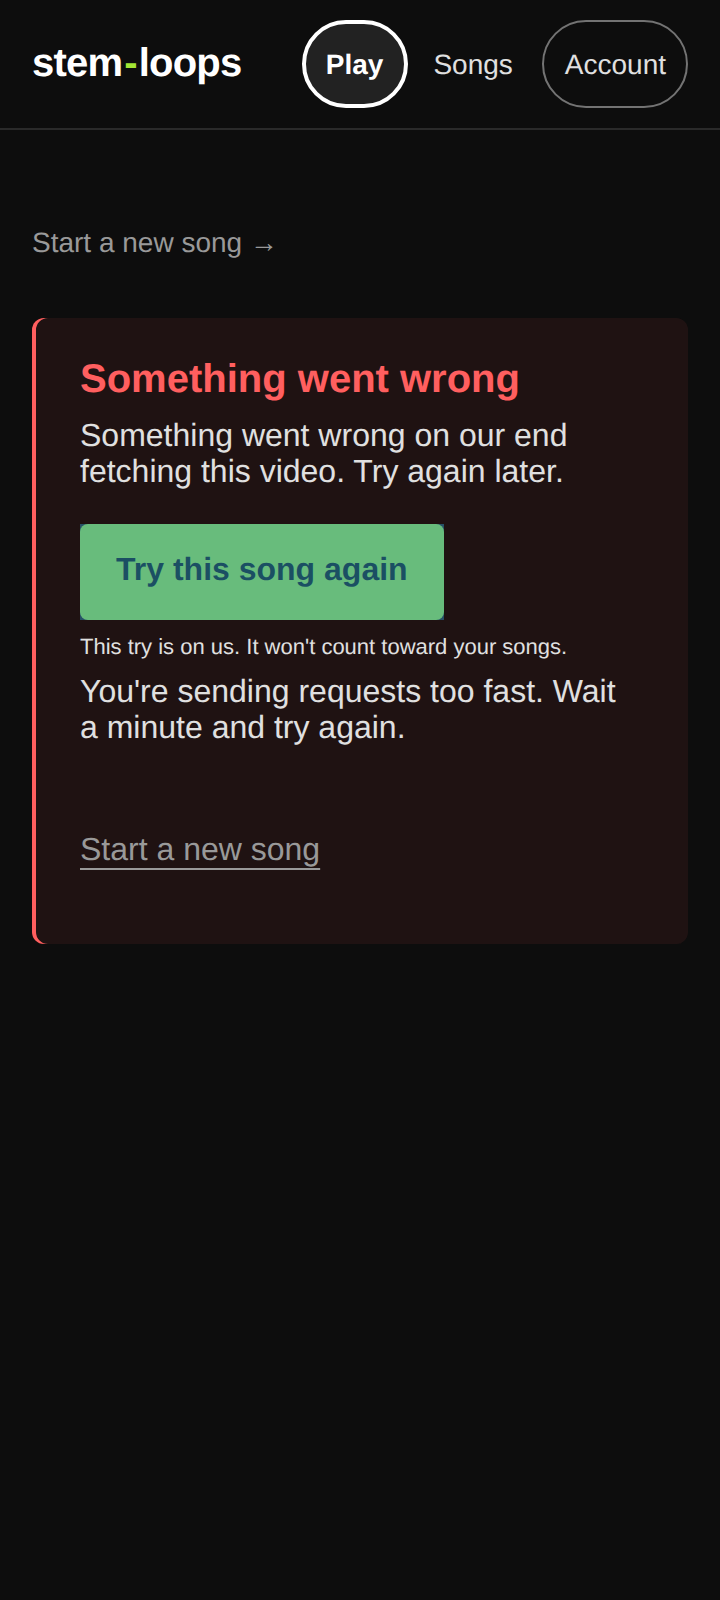 stem-loops
Play
Songs
Account
Start a new song →
Something went wrong
Something went wrong on our end
fetching this video. Try again later.
Try this song again
This try is on us. It won't count toward your songs.
You're sending requests too fast. Wait
a minute and try again.
Start a new song